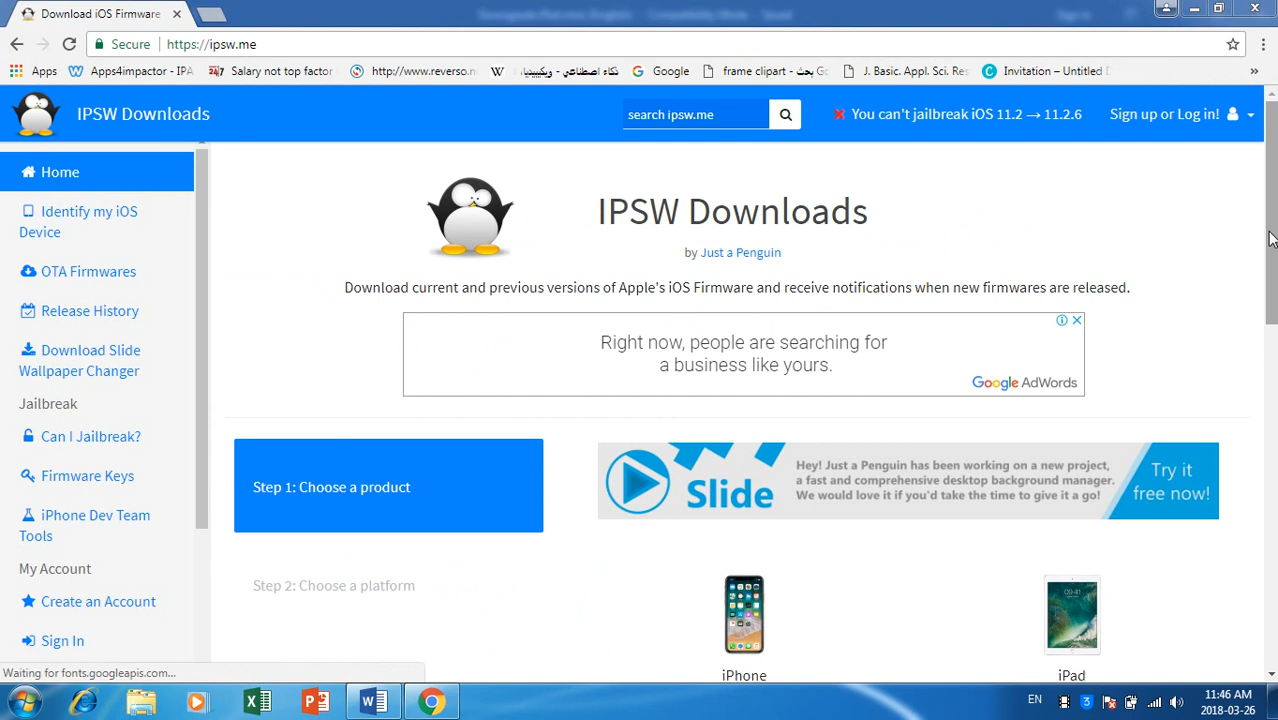 Download iOS Firmware
Secure
https://ipsw.me
Apps
Apps4impactor - IPA
Salary not top factor
http://www.reverso.n
ذكاء اصطناعي - ويكيبيديا
Google
frame clipart - بحث Go
J. Basic. Appl. Sci. Res
Invitation – Untitled D
»
IPSW Downloads
search ipsw.me
You can't jailbreak iOS 11.2 → 11.2.6
Sign up or Log in!
Home
Identify my iOS
Device
OTA Firmwares
Release History
Download Slide
Wallpaper Changer
Jailbreak
Can I Jailbreak?
Firmware Keys
iPhone Dev Team
Tools
My Account
Create an Account
Sign In
IPSW Downloads
by Just a Penguin
Download current and previous versions of Apple's iOS Firmware and receive notifications when new firmwares are released.
Right now, people are searching for
a business like yours.
Google AdWords
Step 1: Choose a product
Slide
Hey! Just a Penguin has been working on a new project,
a fast and comprehensive desktop background manager.
We would love it if you'd take the time to give it a go!
Try it
free now!
Step 2: Choose a platform
iPhone
iPad
Waiting for fonts.googleapis.com...
EN
11:46 AM
2018-03-26